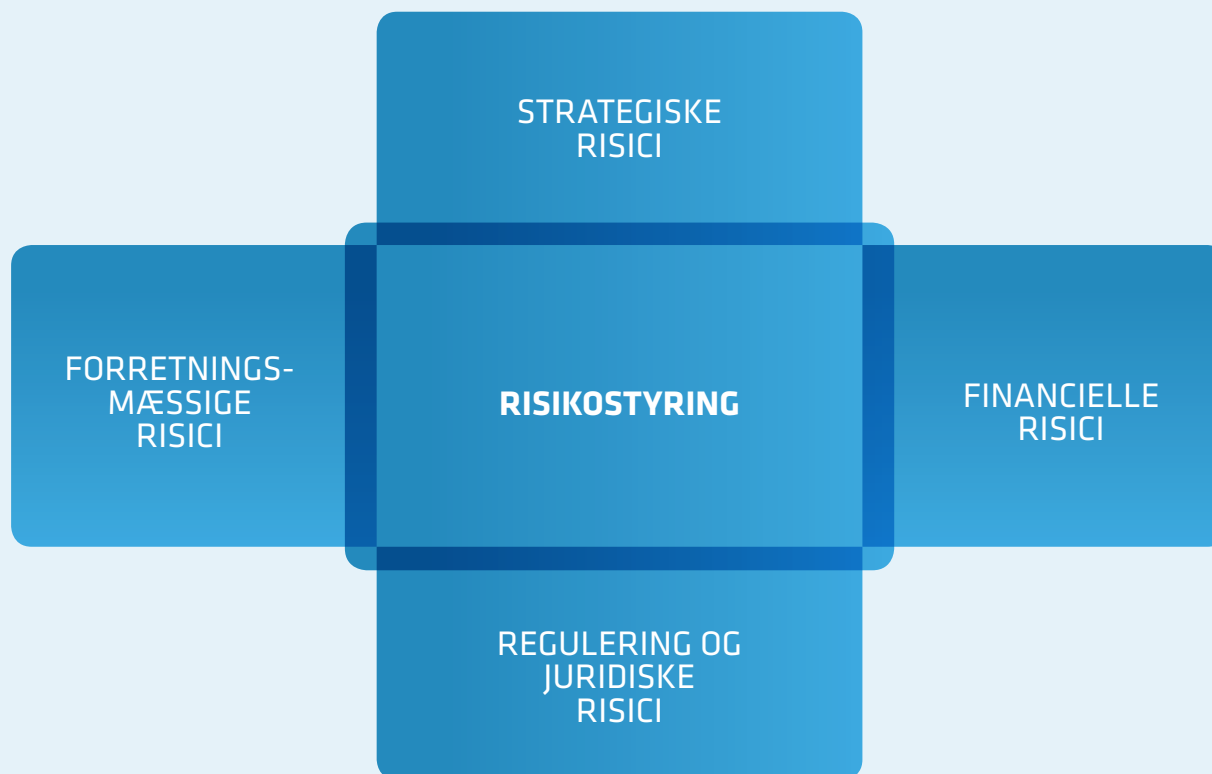 STRATEGISKE
RISICI
FORRETNINGS-
MÆSSIGE
RISICI
RISIKOSTYRING
FINANCIELLE
RISICI
REGULERING OG
JURIDISKE
RISICI